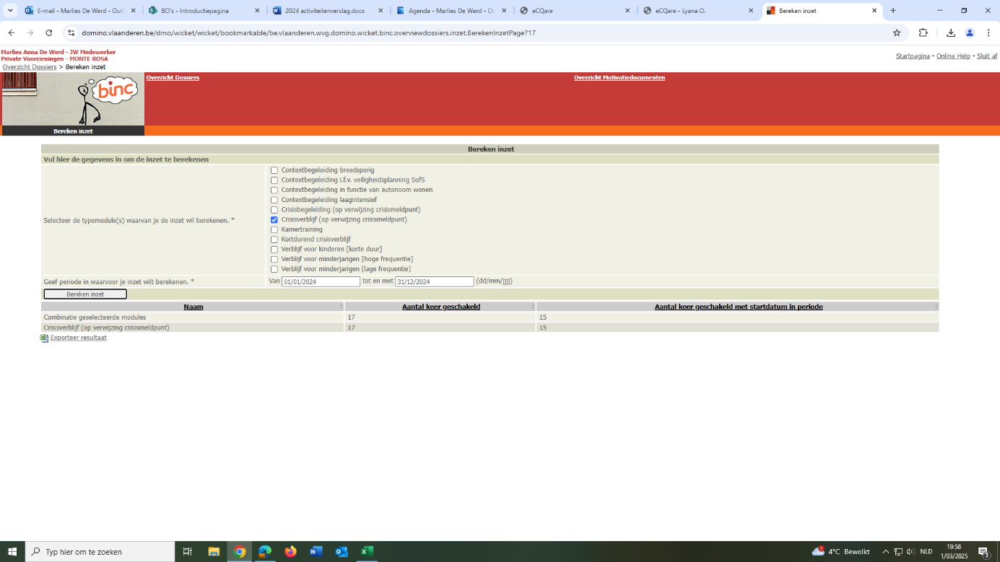 E-mail - Marlies De Werd - Outl
BO's - Introductiepagina
2024 activiteitenverslag.docx
Agenda - Marlies De Werd - Ou
eCQare
eCQare - Lyana O.
Bereken inzet
domino.vlaanderen.be/dmo/wicket/wicket/bookmarkable/be.vlaanderen.wvg.domino.wicket.binc.overviewdossiers.inzet.BerekenInzetPage?17
Marlies Anna De Werd - JW Medewerker
Private Voorzieningen - MONTE ROSA
Startpagina - Online Help - Sluit af
Overzicht Dossiers > Bereken inzet
binc
Overzicht Dossiers
Overzicht Motivatiedocumenten
Bereken inzet
Bereken inzet
Vul hier de gegevens in om de inzet te berekenen
Selecteer de typemodule(s) waarvan je de inzet wil berekenen. *
Contextbegeleiding breedsporig
Contextbegeleiding i.f.v. veiligheidsplanning SofS
Contextbegeleiding in functie van autonoom wonen
Contextbegeleiding laagintensief
Crisisbegeleiding (op verwijzing crisismeldpunt)
Crisisverblijf (op verwijzing crisismeldpunt)
Kamertraining
Kortdurend crisisverblijf
Verblijf voor kinderen [korte duur]
Verblijf voor minderjarigen [hoge frequentie]
Verblijf voor minderjarigen [lage frequentie]
Geef periode in waarvoor je inzet wilt berekenen. *
Van 01/01/2024 tot en met 31/12/2024 (dd/mm/jjjj)
Bereken inzet
Naam Aantal keer geschakeld Aantal keer geschakeld met startdatum in periode
Combinatie geselecteerde modules 17 15
Crisisverblijf (op verwijzing crisismeldpunt) 17 15
Exporteer resultaat
Typ hier om te zoeken
1
4°C Bewolkt
NLD
19:58
1/03/2025
3